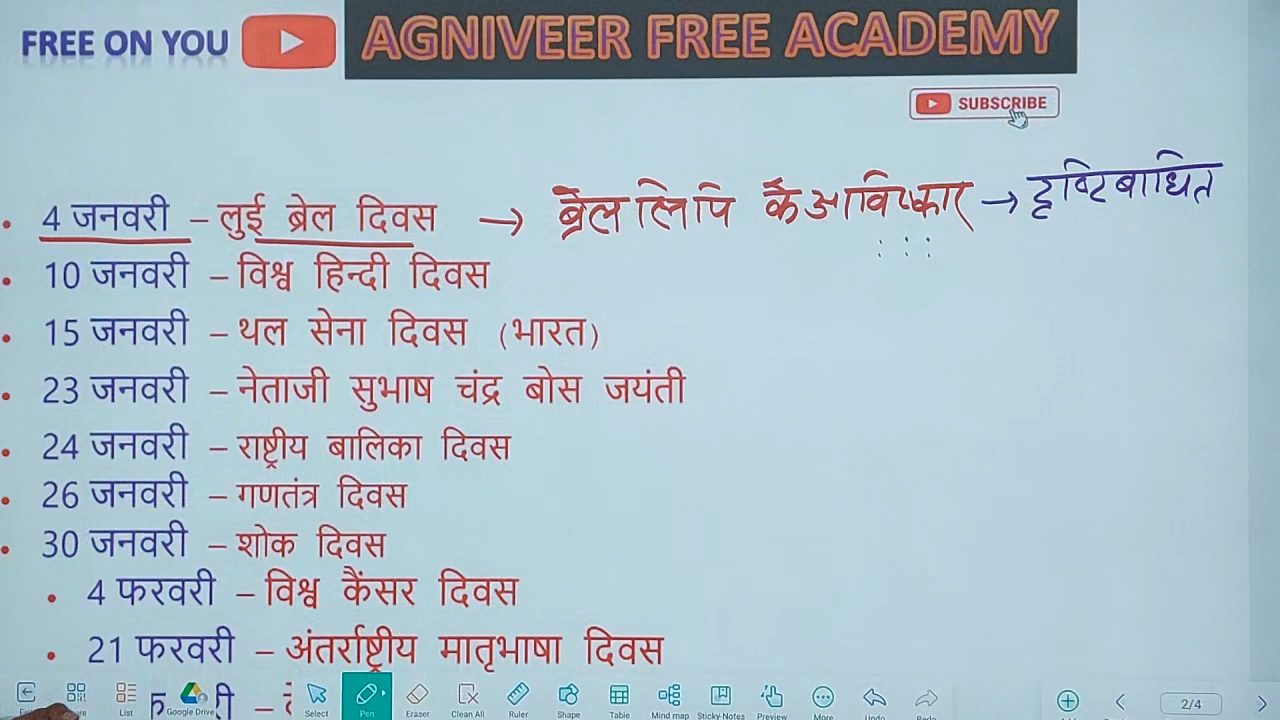 FREE ON YOU AGNIVEER FREE ACADEMY
SUBSCRIBE
• 4 जनवरी – लुई ब्रेल दिवस → ब्रेल लिपि के आविष्कार → दृष्टिबाधित
• 10 जनवरी – विश्व हिन्दी दिवस
• 15 जनवरी – थल सेना दिवस (भारत)
• 23 जनवरी – नेताजी सुभाष चंद्र बोस जयंती
• 24 जनवरी – राष्ट्रीय बालिका दिवस
• 26 जनवरी – गणतंत्र दिवस
• 30 जनवरी – शोक दिवस
• 4 फरवरी – विश्व कैंसर दिवस
• 21 फरवरी – अंतर्राष्ट्रीय मातृभाषा दिवस
List Google Drive Select Pen Eraser Clean All Ruler Shape Table Mind map Sticky Notes Preview More Undo Redo 2/4